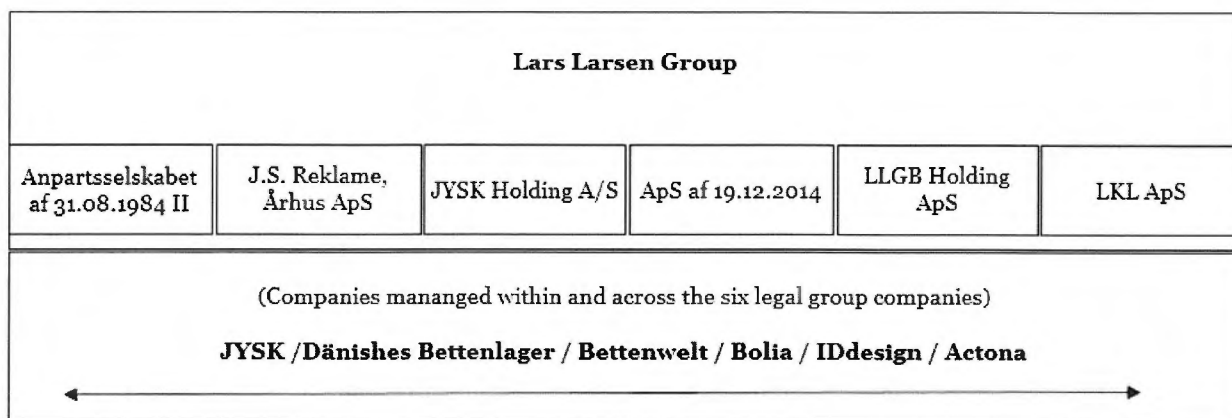 Lars Larsen Group
Anpartsselskabet
af 31.08.1984 II
J.S. Reklame,
Århus ApS
JYSK Holding A/S
ApS af 19.12.2014
LLGB Holding
ApS
LKL ApS
(Companies mananged within and across the six legal group companies)
JYSK /Dänishes Bettenlager / Bettenwelt / Bolia / IDdesign / Actona